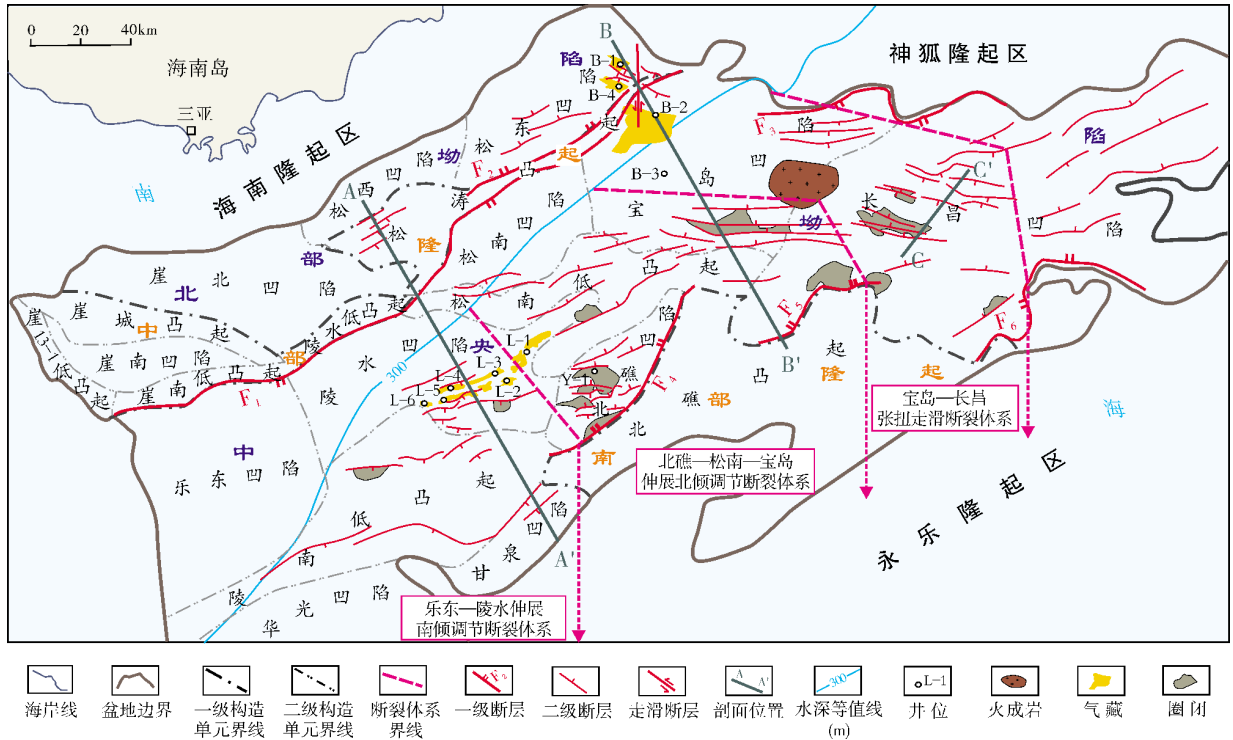 0 20 40km
海南岛
三亚
南
海
海南隆起区
神狐隆起区
永乐隆起区
北部坳陷
中部隆起
中央坳陷
南部隆起
崖北凹陷
崖城凸起
崖南凹陷
崖南低凸起
崖13-1低凸起
松西凹陷
松涛凸起
松东凹陷
陵水低凸起
乐东凹陷
陵水凹陷
松南凹陷
松南低凸起
宝岛凹陷
长昌凹陷
北礁凹陷
北礁凸起
陵南低凸起
甘泉凹陷
华光凹陷
F₁
F₂
F₃
F₄
F₅
F₆
A
A'
B
B'
C
C'
B-1
B-4
B-2
B-3
L-1
L-3
L-2
L-4
L-5
L-6
Y-1
300
宝岛—长昌
张扭走滑断裂体系
北礁—松南—宝岛
伸展北倾调节断裂体系
乐东—陵水伸展
南倾调节断裂体系
F₂
A
A'
300
L-1
海岸线
盆地边界
一级构造
单元界线
二级构造
单元界线
断裂体系
界线
一级断层
二级断层
走滑断层
剖面位置
水深等值线
(m)
井位
火成岩
气藏
圈闭